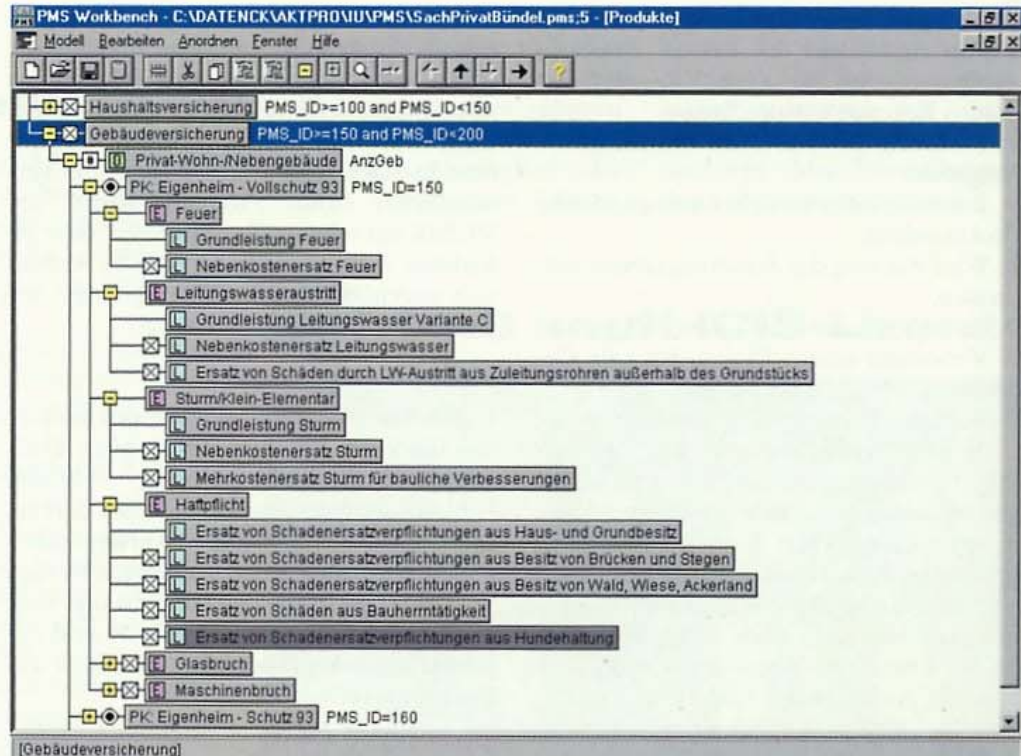 PMS Workbench - C:\DATENCK\AKTPRO\IU\PMS\SachPrivatBündel.pms;5 - [Produkte]
Modell Bearbeiten Anordnen Fenster Hilfe
Haushaltsversicherung PMS_ID>=100 and PMS_ID<150
Gebäudeversicherung PMS_ID>=150 and PMS_ID<200
Privat-Wohn-/Nebengebäude AnzGeb
PK: Eigenheim - Vollschutz 93 PMS_ID=150
E Feuer
L Grundleistung Feuer
L Nebenkostenersatz Feuer
E Leitungswasseraustritt
L Grundleistung Leitungswasser Variante C
L Nebenkostenersatz Leitungswasser
L Ersatz von Schäden durch LW-Austritt aus Zuleitungsrohren außerhalb des Grundstücks
E Sturm/Klein-Elementar
L Grundleistung Sturm
L Nebenkostenersatz Sturm
L Mehrkostenersatz Sturm für bauliche Verbesserungen
E Haftpflicht
L Ersatz von Schadenersatzverpflichtungen aus Haus- und Grundbesitz
L Ersatz von Schadenersatzverpflichtungen aus Besitz von Brücken und Stegen
L Ersatz von Schadenersatzverpflichtungen aus Besitz von Wald, Wiese, Ackerland
L Ersatz von Schäden aus Bauherrntätigkeit
L Ersatz von Schadenersatzverpflichtungen aus Hundehaltung
E Glasbruch
E Maschinenbruch
PK: Eigenheim - Schutz 93 PMS_ID=160
[Gebäudeversicherung]